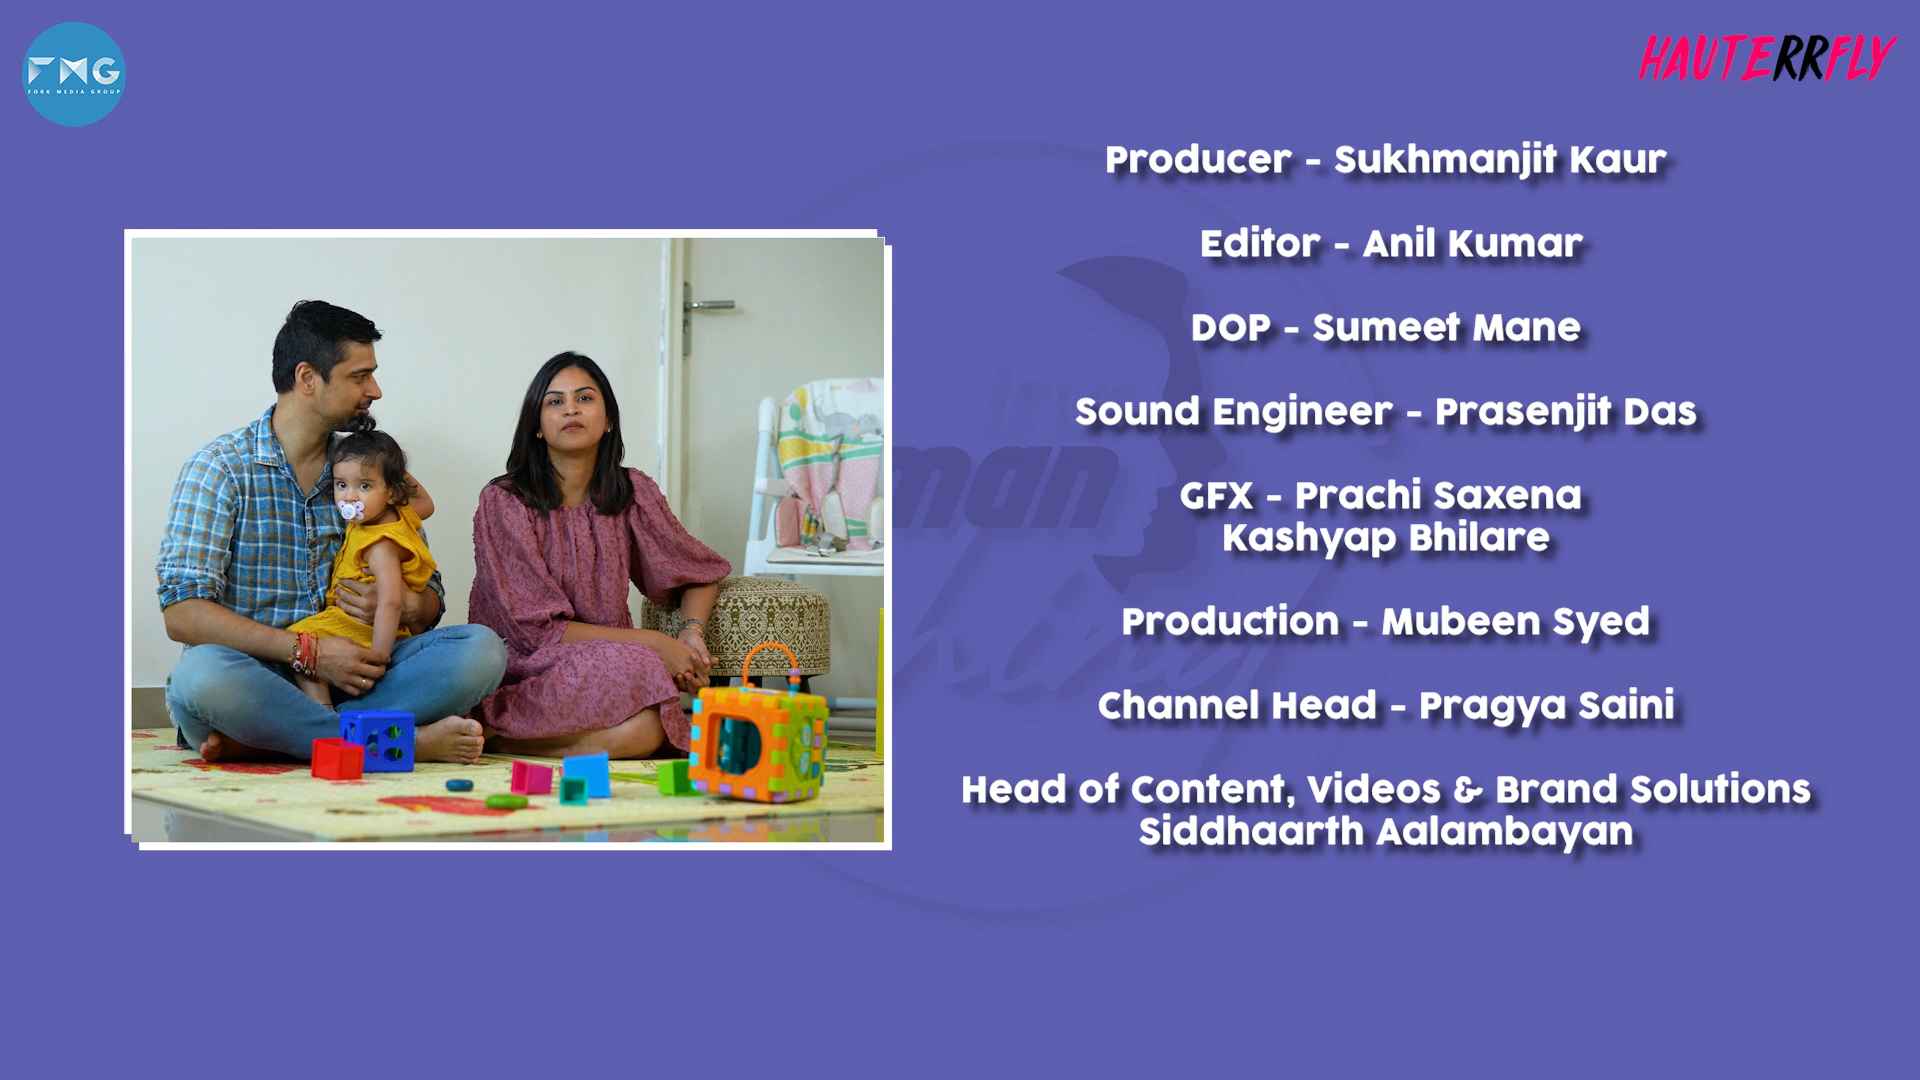 FMG
FORK MEDIA GROUP
HAUTERRFLY
Producer - Sukhmanjit Kaur
Editor - Anil Kumar
DOP - Sumeet Mane
Sound Engineer - Prasenjit Das
GFX - Prachi Saxena
Kashyap Bhilare
Production - Mubeen Syed
Channel Head - Pragya Saini
Head of Content, Videos & Brand Solutions
Siddhaarth Aalambayan